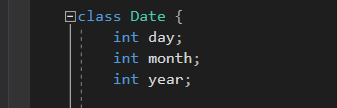 class Date {
int day;
int month;
int year;